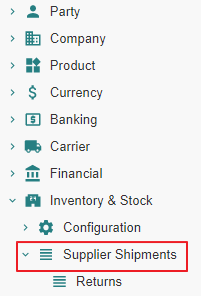 Party
Company
Product
Currency
Banking
Carrier
Financial
Inventory & Stock
Configuration
Supplier Shipments
Returns